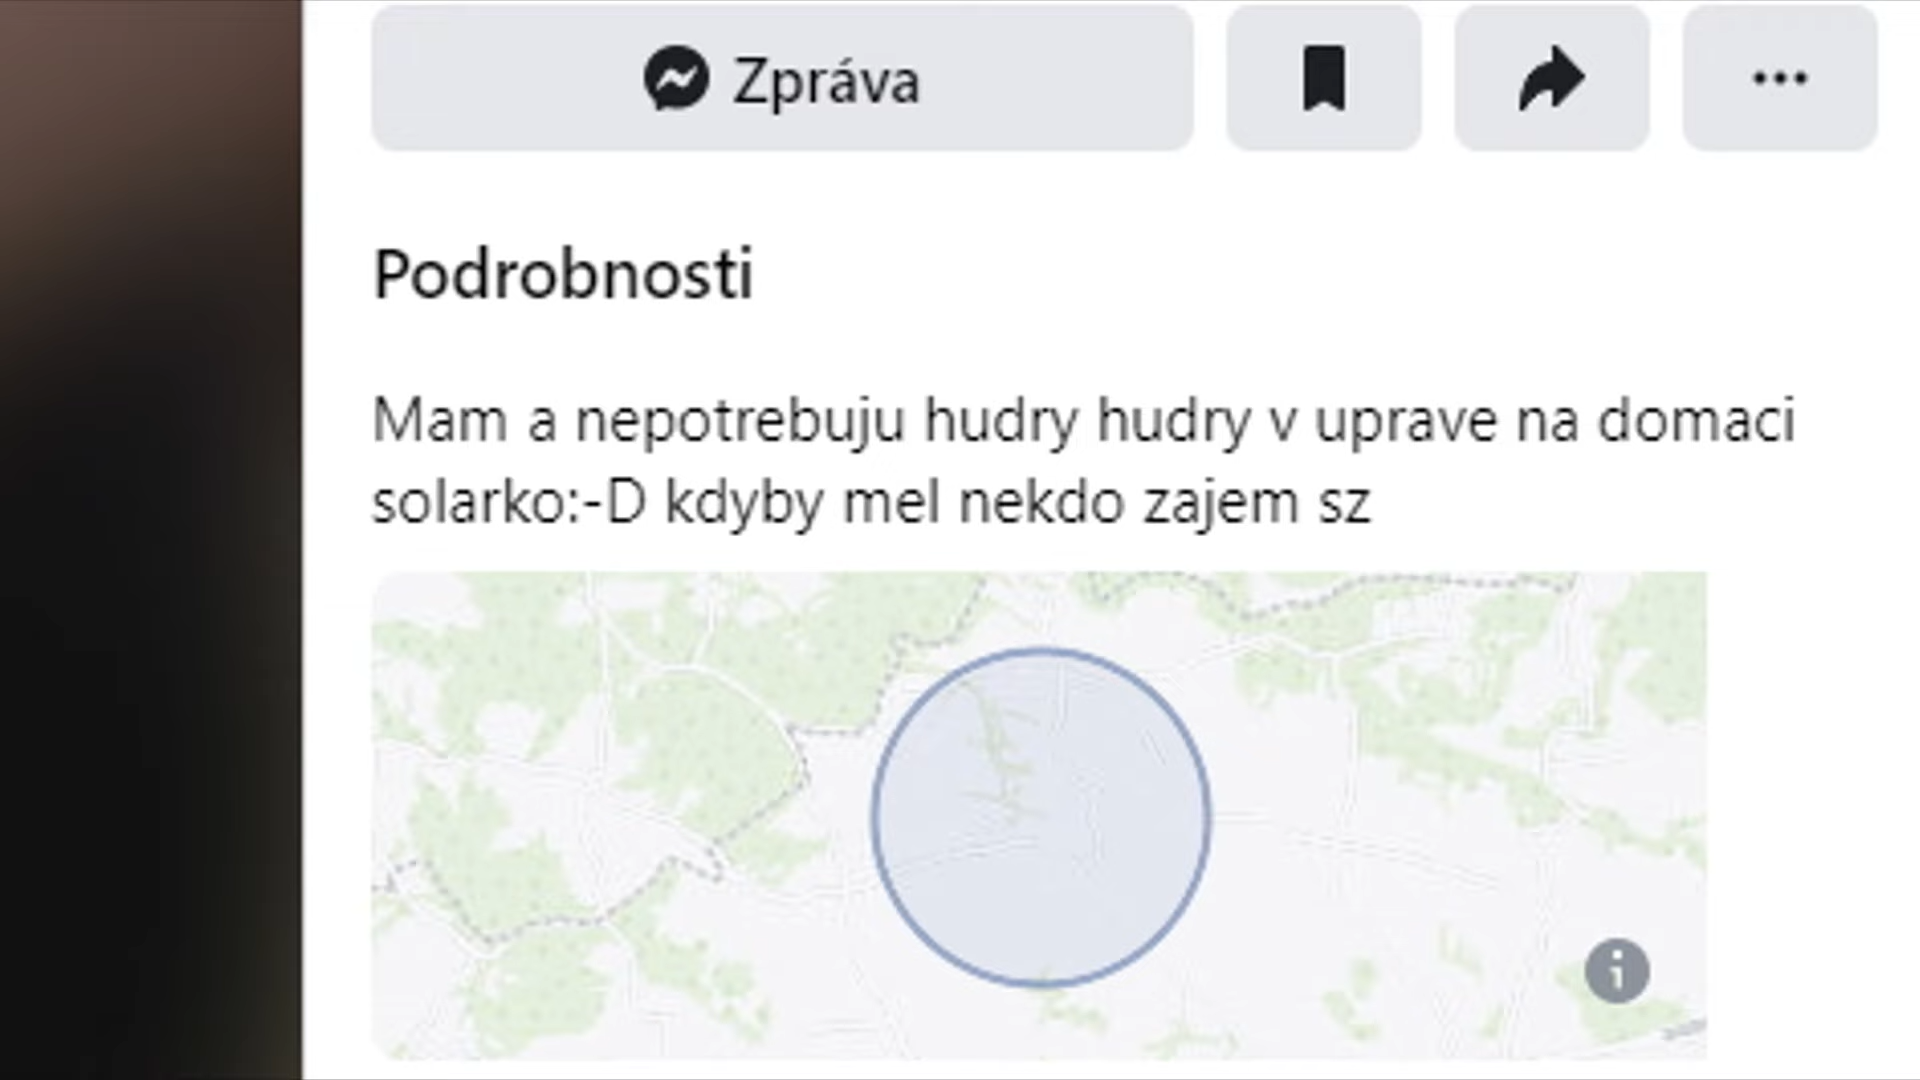 Zpráva
Podrobnosti
Mam a nepotrebuju hudry hudry v uprave na domaci
solarko:-D kdyby mel nekdo zajem sz